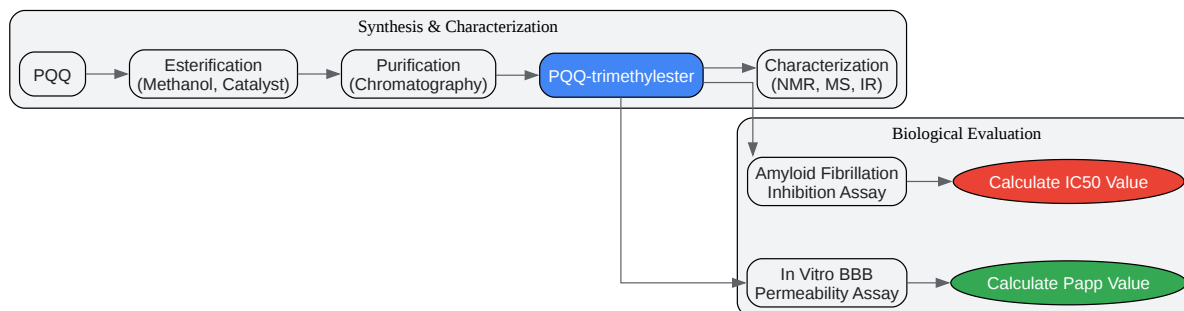 Synthesis & Characterization
PQQ
Esterification
(Methanol, Catalyst)
Purification
(Chromatography)
PQQ-trimethylester
Characterization
(NMR, MS, IR)
Biological Evaluation
Amyloid Fibrillation
Inhibition Assay
Calculate IC50 Value
In Vitro BBB
Permeability Assay
Calculate Papp Value